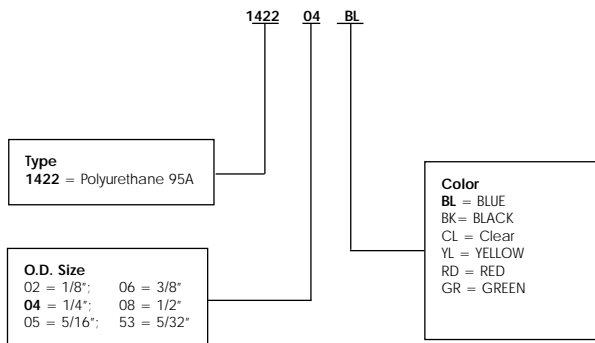 1422 04 BL
Type
1422 = Polyurethane 95A
O.D. Size
02 = 1/8"; 06 = 3/8"
04 = 1/4"; 08 = 1/2"
05 = 5/16"; 53 = 5/32"
Color
BL = BLUE
BK= BLACK
CL = Clear
YL = YELLOW
RD = RED
GR = GREEN